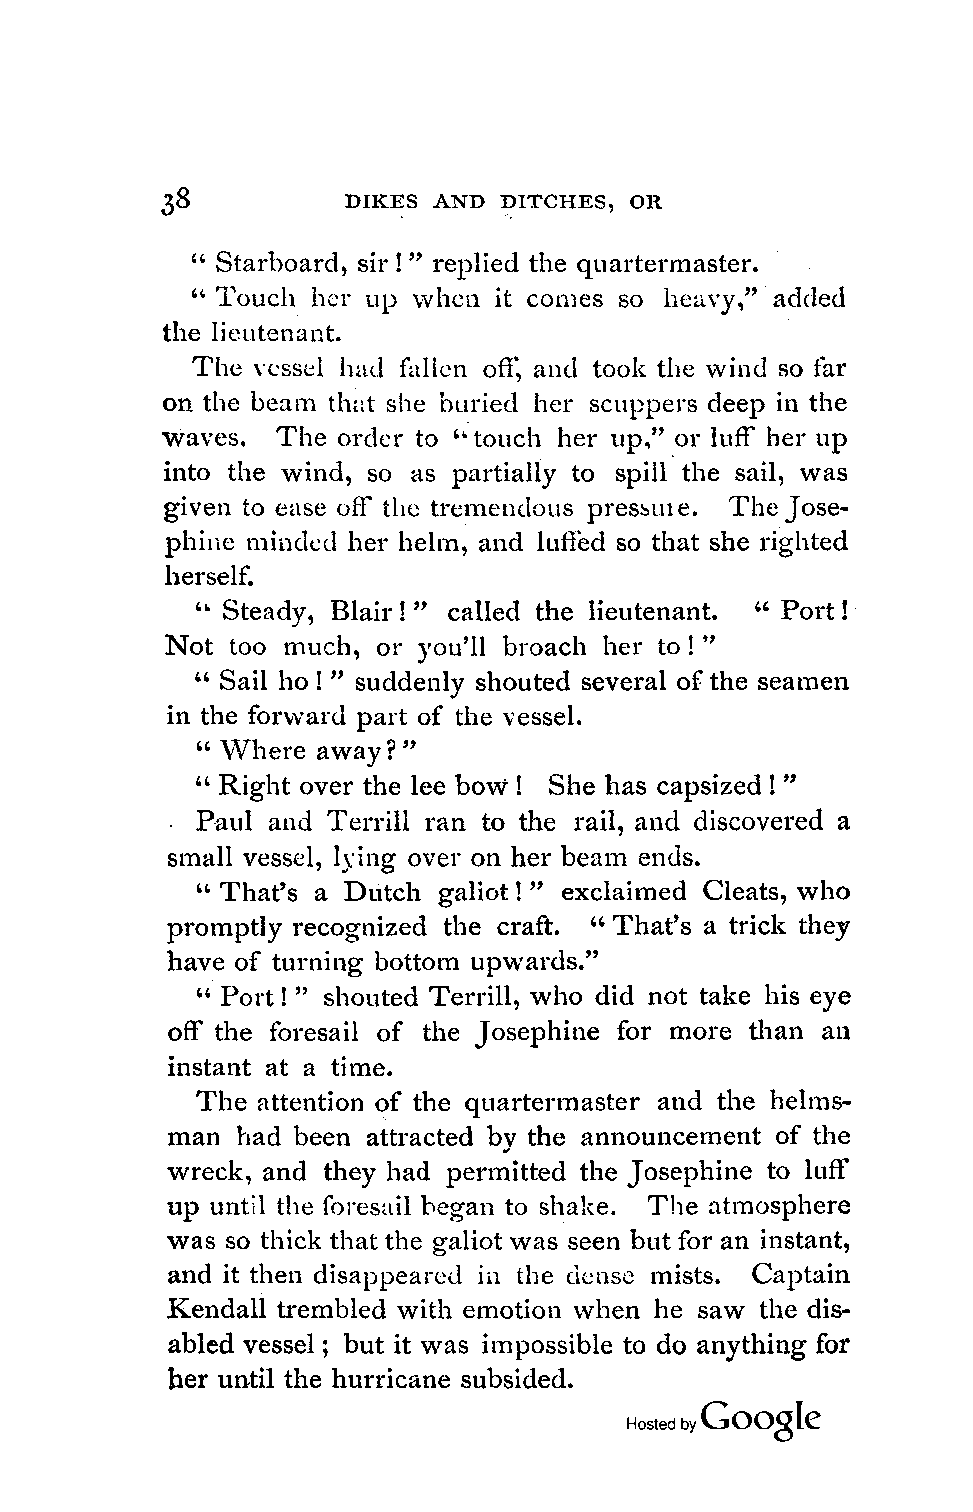 38 DIKES AND DITCHES, OR
“ Starboard, sir ! ” replied the quartermaster.
“ Touch her up when it comes so heavy,” added
the lieutenant.
The vessel had fallen off, and took the wind so far
on the beam that she buried her scuppers deep in the
waves. The order to “ touch her up,” or luff her up
into the wind, so as partially to spill the sail, was
given to ease off the tremendous pressure. The Jose-
phine minded her helm, and luffed so that she righted
herself.
“ Steady, Blair ! ” called the lieutenant. “ Port !
Not too much, or you’ll broach her to ! ”
“ Sail ho ! ” suddenly shouted several of the seamen
in the forward part of the vessel.
“ Where away ? ”
“ Right over the lee bow ! She has capsized ! ”
Paul and Terrill ran to the rail, and discovered a
small vessel, lying over on her beam ends.
“ That’s a Dutch galiot ! ” exclaimed Cleats, who
promptly recognized the craft. “ That’s a trick they
have of turning bottom upwards.”
“ Port ! ” shouted Terrill, who did not take his eye
off the foresail of the Josephine for more than an
instant at a time.
The attention of the quartermaster and the helms-
man had been attracted by the announcement of the
wreck, and they had permitted the Josephine to luff
up until the foresail began to shake. The atmosphere
was so thick that the galiot was seen but for an instant,
and it then disappeared in the dense mists. Captain
Kendall trembled with emotion when he saw the dis-
abled vessel ; but it was impossible to do anything for
her until the hurricane subsided.
Hosted by Google